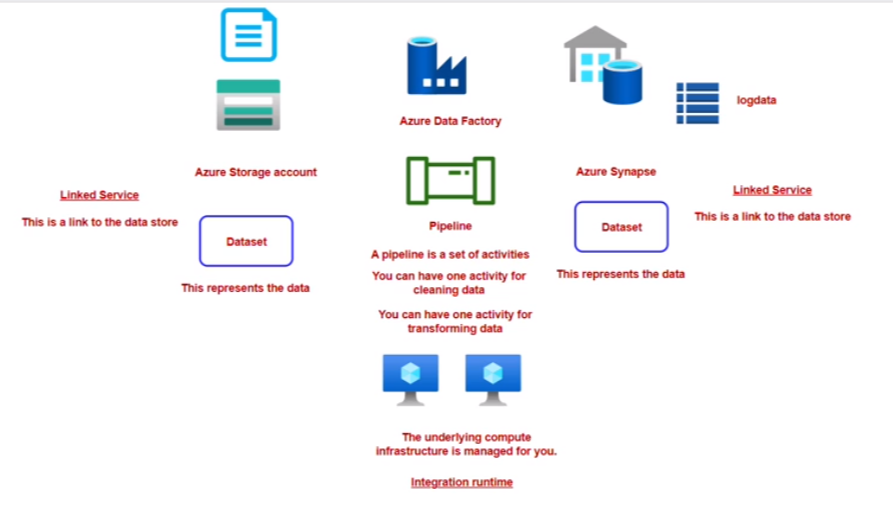 logdata
Azure Data Factory
Azure Storage account
Azure Synapse
Linked Service
This is a link to the data store
Dataset
This represents the data
Pipeline
A pipeline is a set of activities
You can have one activity for
cleaning data
You can have one activity for
transforming data
Dataset
This represents the data
Linked Service
This is a link to the data store
The underlying compute
infrastructure is managed for you.
Integration runtime